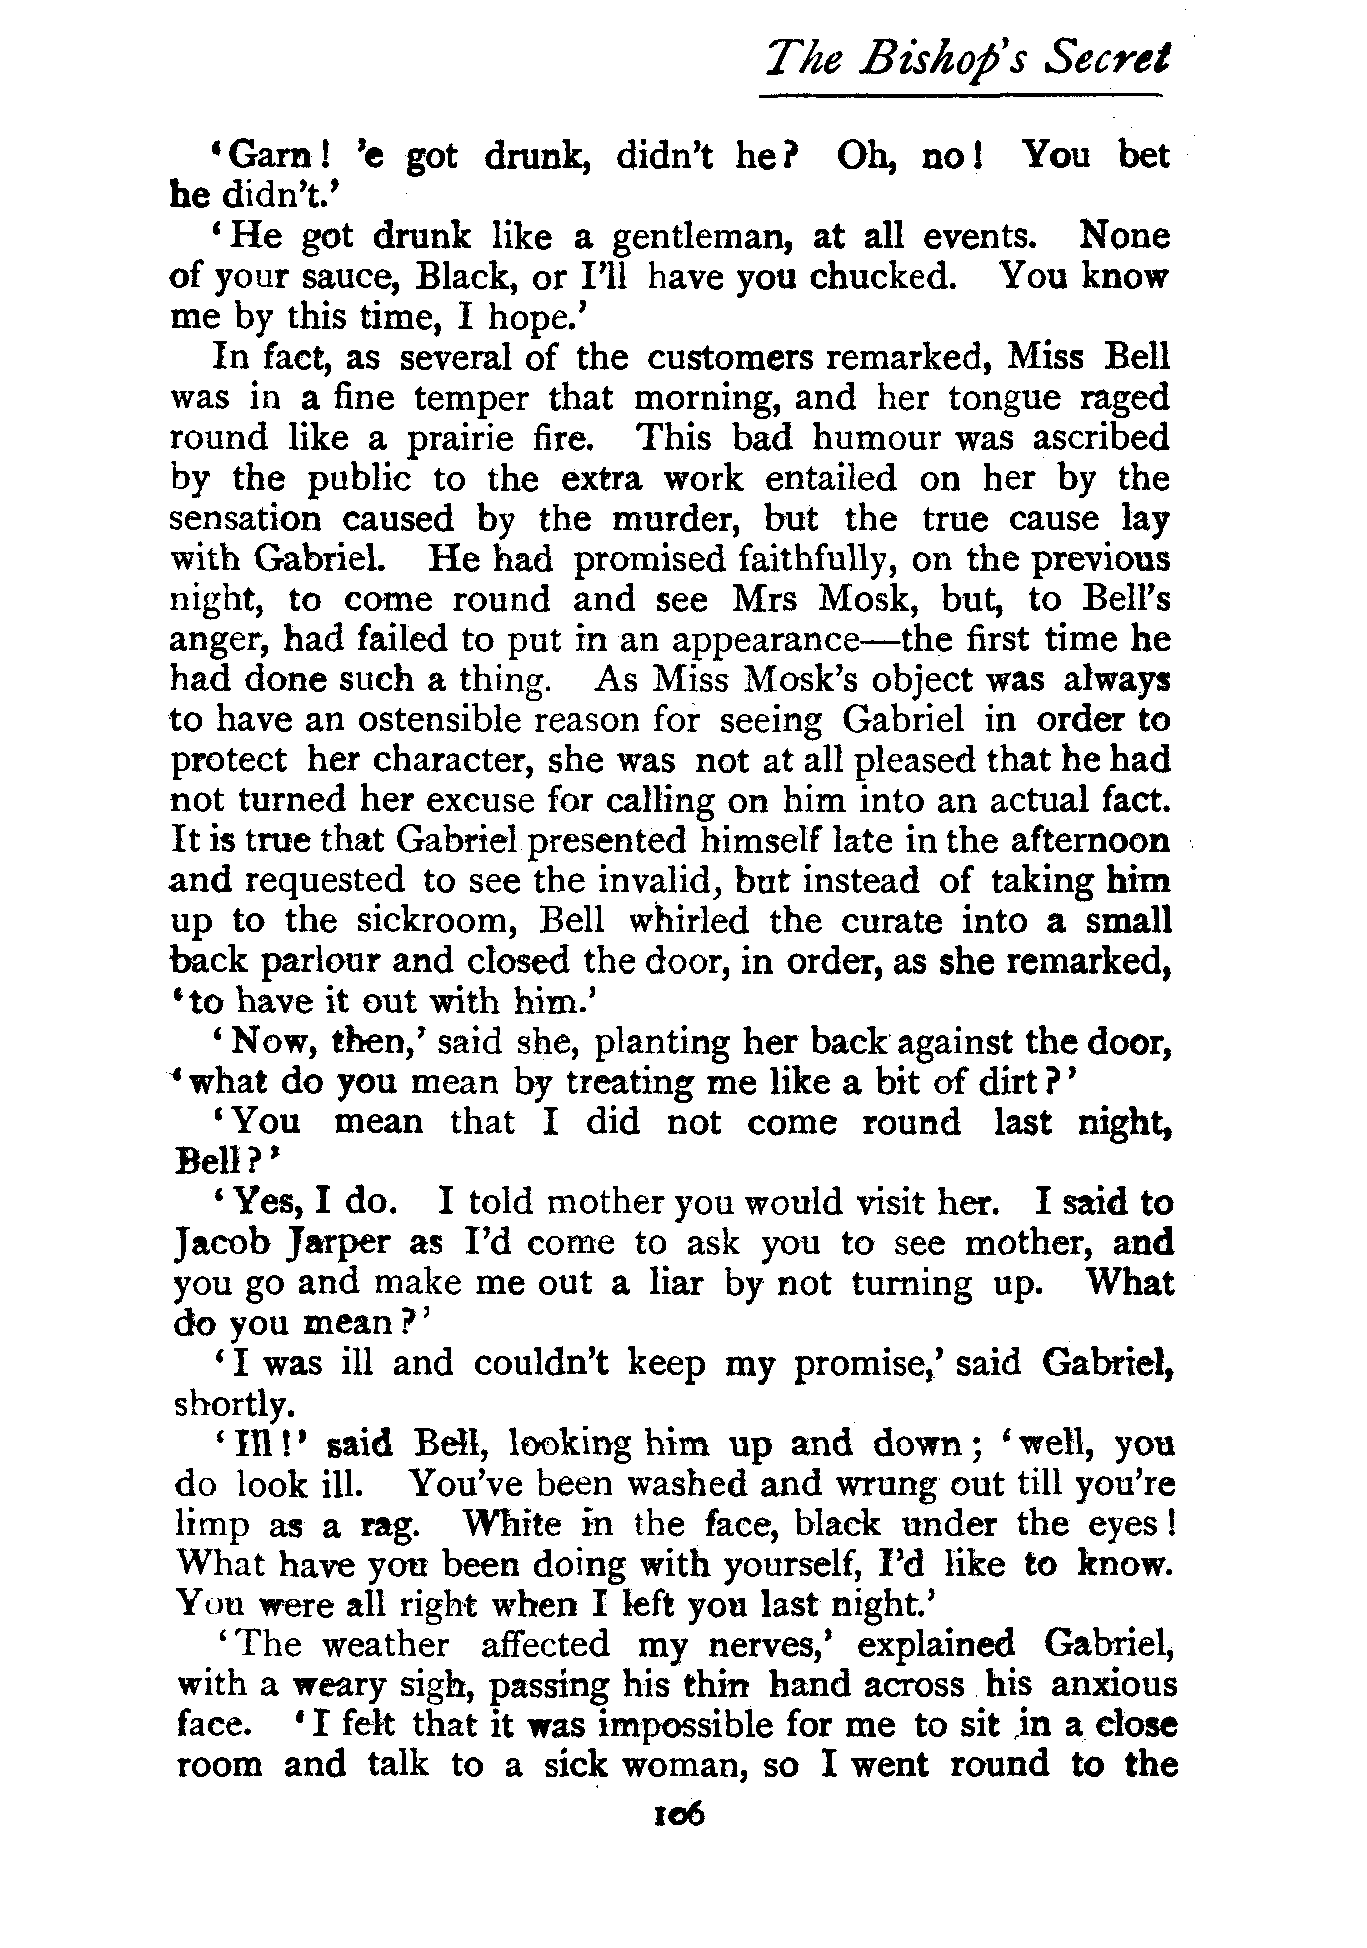 The Bishop's Secret
‘Garn! ’e got drunk, didn't he? Oh, no! You bet
he didn't.’
‘He got drunk like a gentleman, at all events. None
of your sauce, Black, or I'll have you chucked. You know
me by this time, I hope.’
In fact, as several of the customers remarked, Miss Bell
was in a fine temper that morning, and her tongue raged
round like a prairie fire. This bad humour was ascribed
by the public to the extra work entailed on her by the
sensation caused by the murder, but the true cause lay
with Gabriel. He had promised faithfully, on the previous
night, to come round and see Mrs Mosk, but, to Bell's
anger, had failed to put in an appearance—the first time he
had done such a thing. As Miss Mosk's object was always
to have an ostensible reason for seeing Gabriel in order to
protect her character, she was not at all pleased that he had
not turned her excuse for calling on him into an actual fact.
It is true that Gabriel presented himself late in the afternoon
and requested to see the invalid, but instead of taking him
up to the sickroom, Bell whirled the curate into a small
back parlour and closed the door, in order, as she remarked,
‘to have it out with him.’
‘Now, then,’ said she, planting her back against the door,
‘what do you mean by treating me like a bit of dirt?’
‘You mean that I did not come round last night,
Bell?’
‘Yes, I do. I told mother you would visit her. I said to
Jacob Jarper as I'd come to ask you to see mother, and
you go and make me out a liar by not turning up. What
do you mean?’
‘I was ill and couldn't keep my promise,’ said Gabriel,
shortly.
‘Ill!’ said Bell, looking him up and down; ‘well, you
do look ill. You've been washed and wrung out till you're
limp as a rag. White in the face, black under the eyes!
What have you been doing with yourself, I'd like to know.
You were all right when I left you last night.’
‘The weather affected my nerves,’ explained Gabriel,
with a weary sigh, passing his thin hand across his anxious
face. ‘I felt that it was impossible for me to sit in a close
room and talk to a sick woman, so I went round to the
106